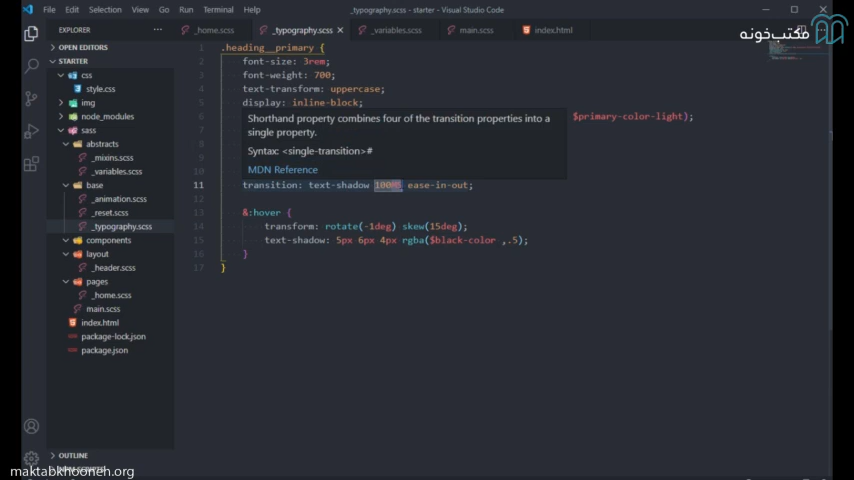 File Edit Selection View Go Run Terminal Help
_typography.scss - starter - Visual Studio Code
EXPLORER
_home.scss
_typography.scss
_variables.scss
main.scss
index.html
مکتب‌خونه
OPEN EDITORS
STARTER
css
style.css
img
node_modules
sass
abstracts
_mixins.scss
_variables.scss
base
_animation.scss
_reset.scss
_typography.scss
components
layout
_header.scss
pages
_home.scss
main.scss
index.html
package-lock.json
package.json
OUTLINE
1 .heading__primary {
2 font-size: 3rem;
3 font-weight: 700;
4 text-transform: uppercase;
5 display: inline-block;
6 $primary-color-light);
7
Shorthand property combines four of the transition properties into a
single property.
8
9
Syntax: <single-transition>#
10
MDN Reference
11 transition: text-shadow 100ms ease-in-out;
12
13 &:hover {
14 transform: rotate(-1deg) skew(15deg);
15 text-shadow: 5px 6px 4px rgba($black-color ,.5);
16 }
17 }
maktabkhooneh.org